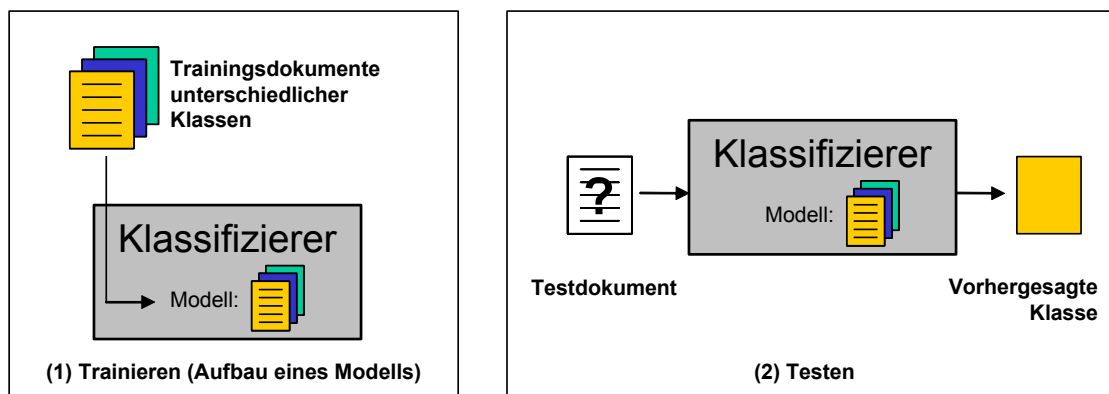 Trainingsdokumente
unterschiedlicher
Klassen
Klassifizierer
Modell:
(1) Trainieren (Aufbau eines Modells)
Klassifizierer
?
Modell:
Testdokument
Vorhergesagte
Klasse
(2) Testen